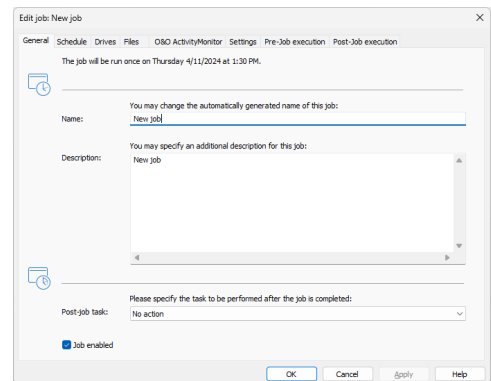 Edit job: New job
General Schedule Drives Files O&O ActivityMonitor Settings Pre-Job execution Post-Job execution
The job will be run once on Thursday 4/11/2024 at 1:30 PM.
You may change the automatically generated name of this job:
Name: New job
You may specify an additional description for this job:
Description: New job
Please specify the task to be performed after the job is completed:
Post-job task: No action
Job enabled
OK Cancel Apply Help